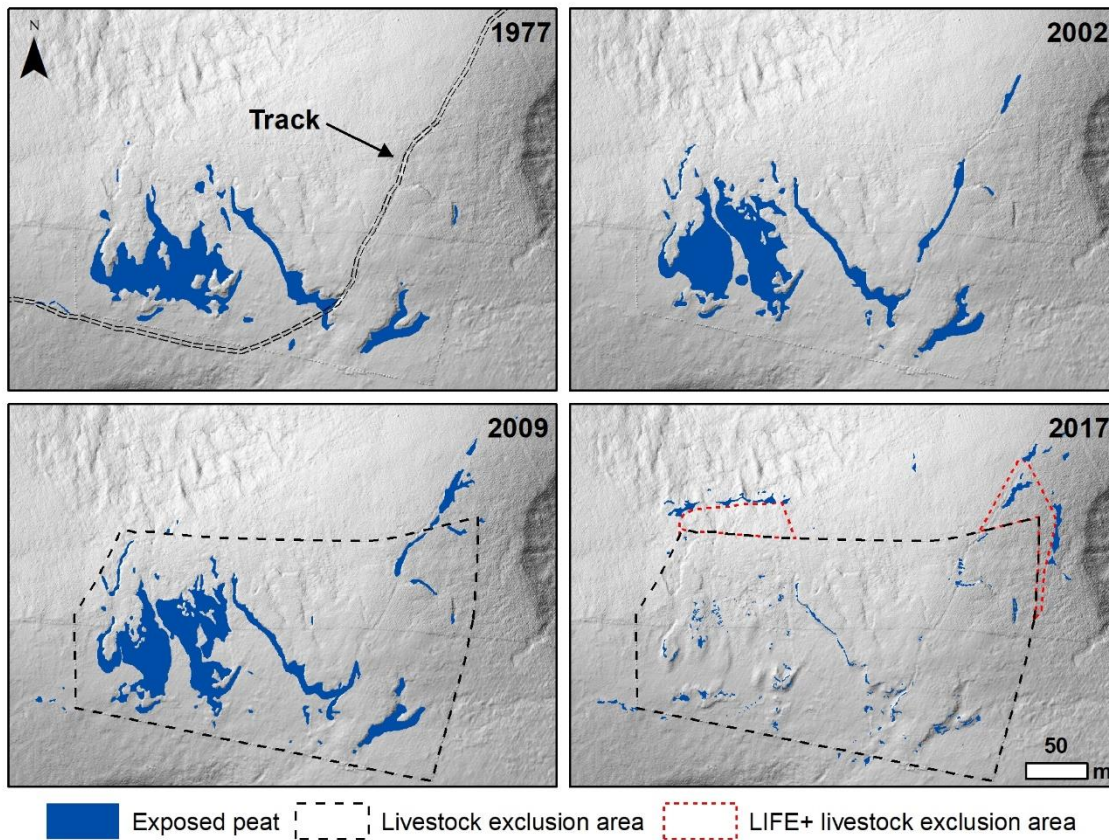 N
1977
Track
2002
2009
2017
50
m
Exposed peat
Livestock exclusion area
LIFE+ livestock exclusion area